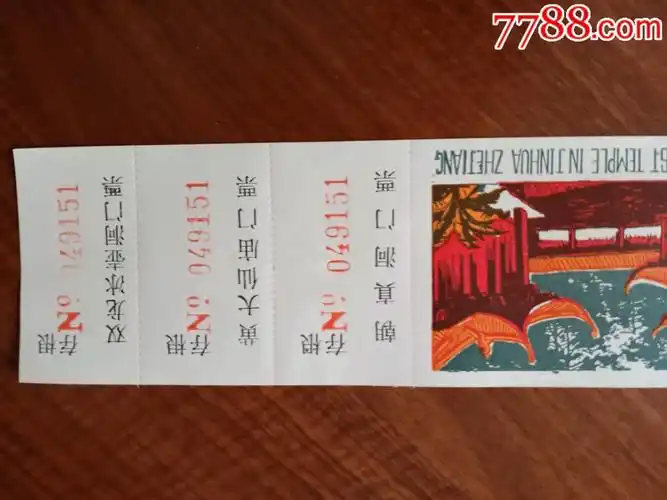 7788.com
存根
№ 049151
双龙冰壶洞门票
存根
№ 049151
黄大仙庙门票
存根
№ 049151
朝真洞门票
TEMPLE IN JINHUA ZHEJIANG